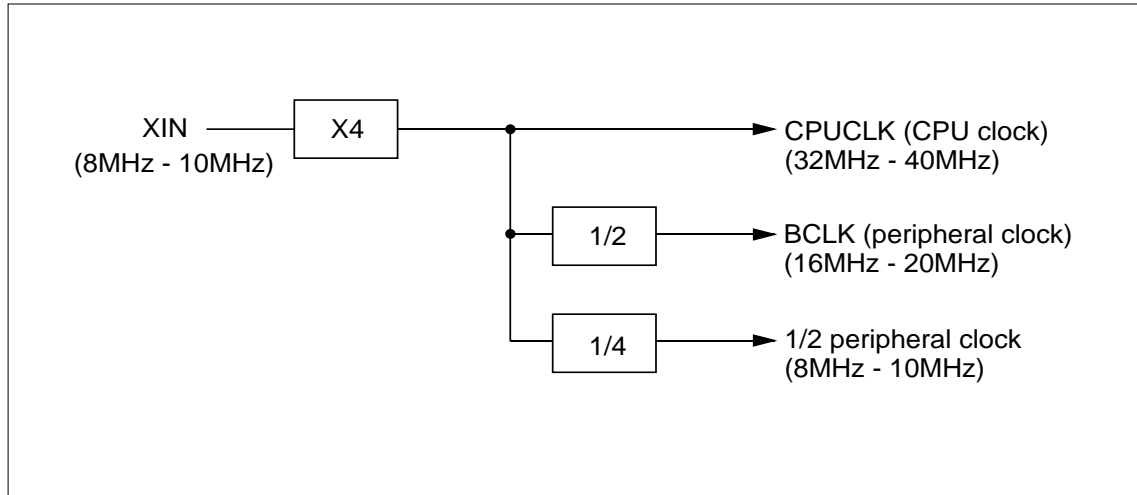 XIN
(8MHz - 10MHz)
X4
CPUCLK (CPU clock)
(32MHz - 40MHz)
1/2
BCLK (peripheral clock)
(16MHz - 20MHz)
1/4
1/2 peripheral clock
(8MHz - 10MHz)